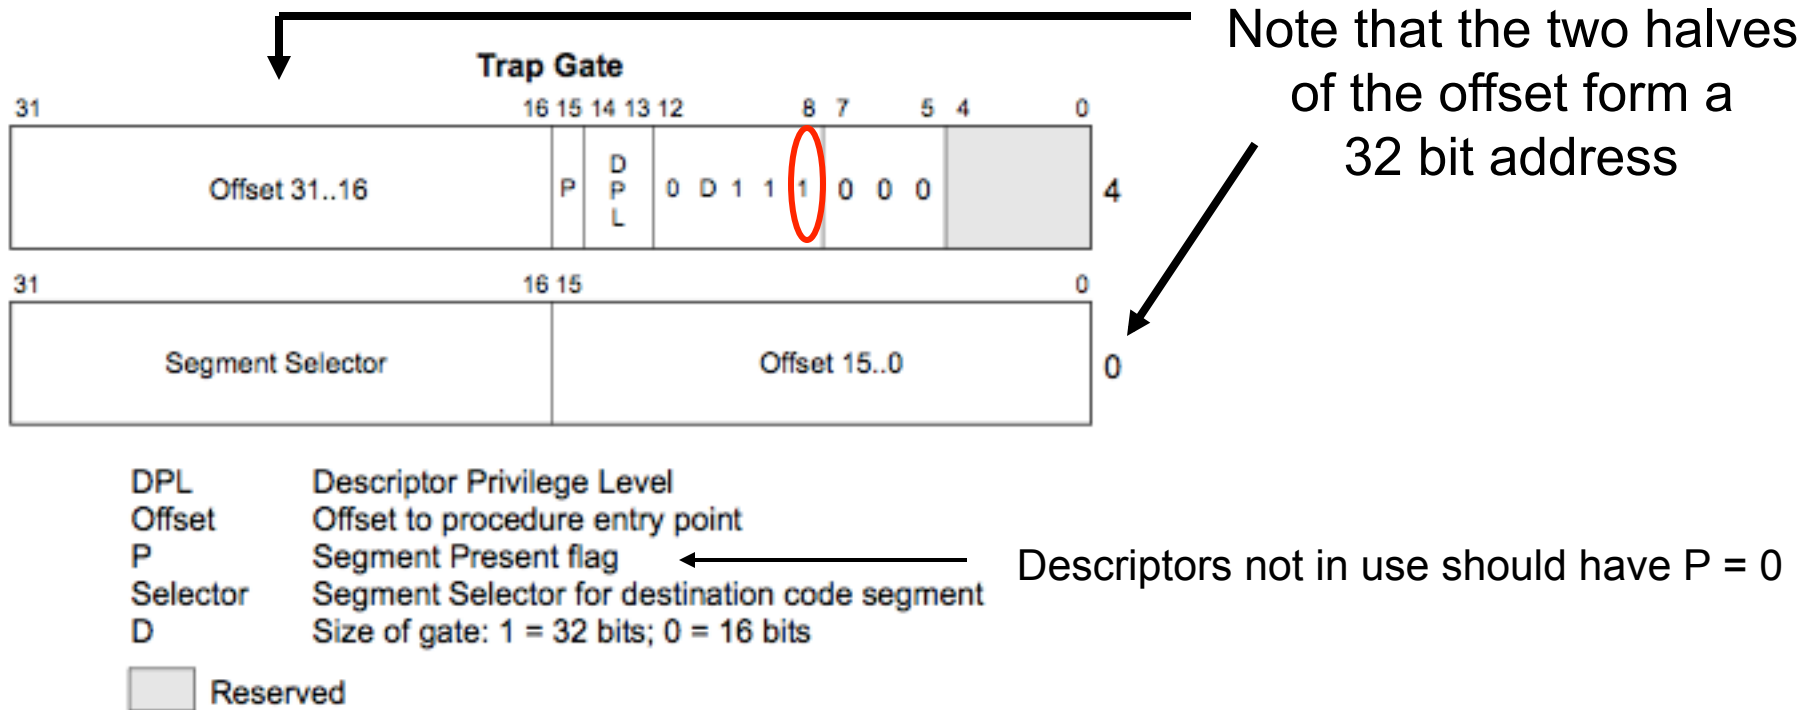 Note that the two halves
of the offset form a
32 bit address
Trap Gate
31 16 15 14 13 12 8 7 5 4 0
Offset 31..16 P D P L 0 D 1 1 1 0 0 0 4
31 16 15 0
Segment Selector Offset 15..0 0
DPL Descriptor Privilege Level
Offset Offset to procedure entry point
P Segment Present flag Descriptors not in use should have P = 0
Selector Segment Selector for destination code segment
D Size of gate: 1 = 32 bits; 0 = 16 bits
Reserved